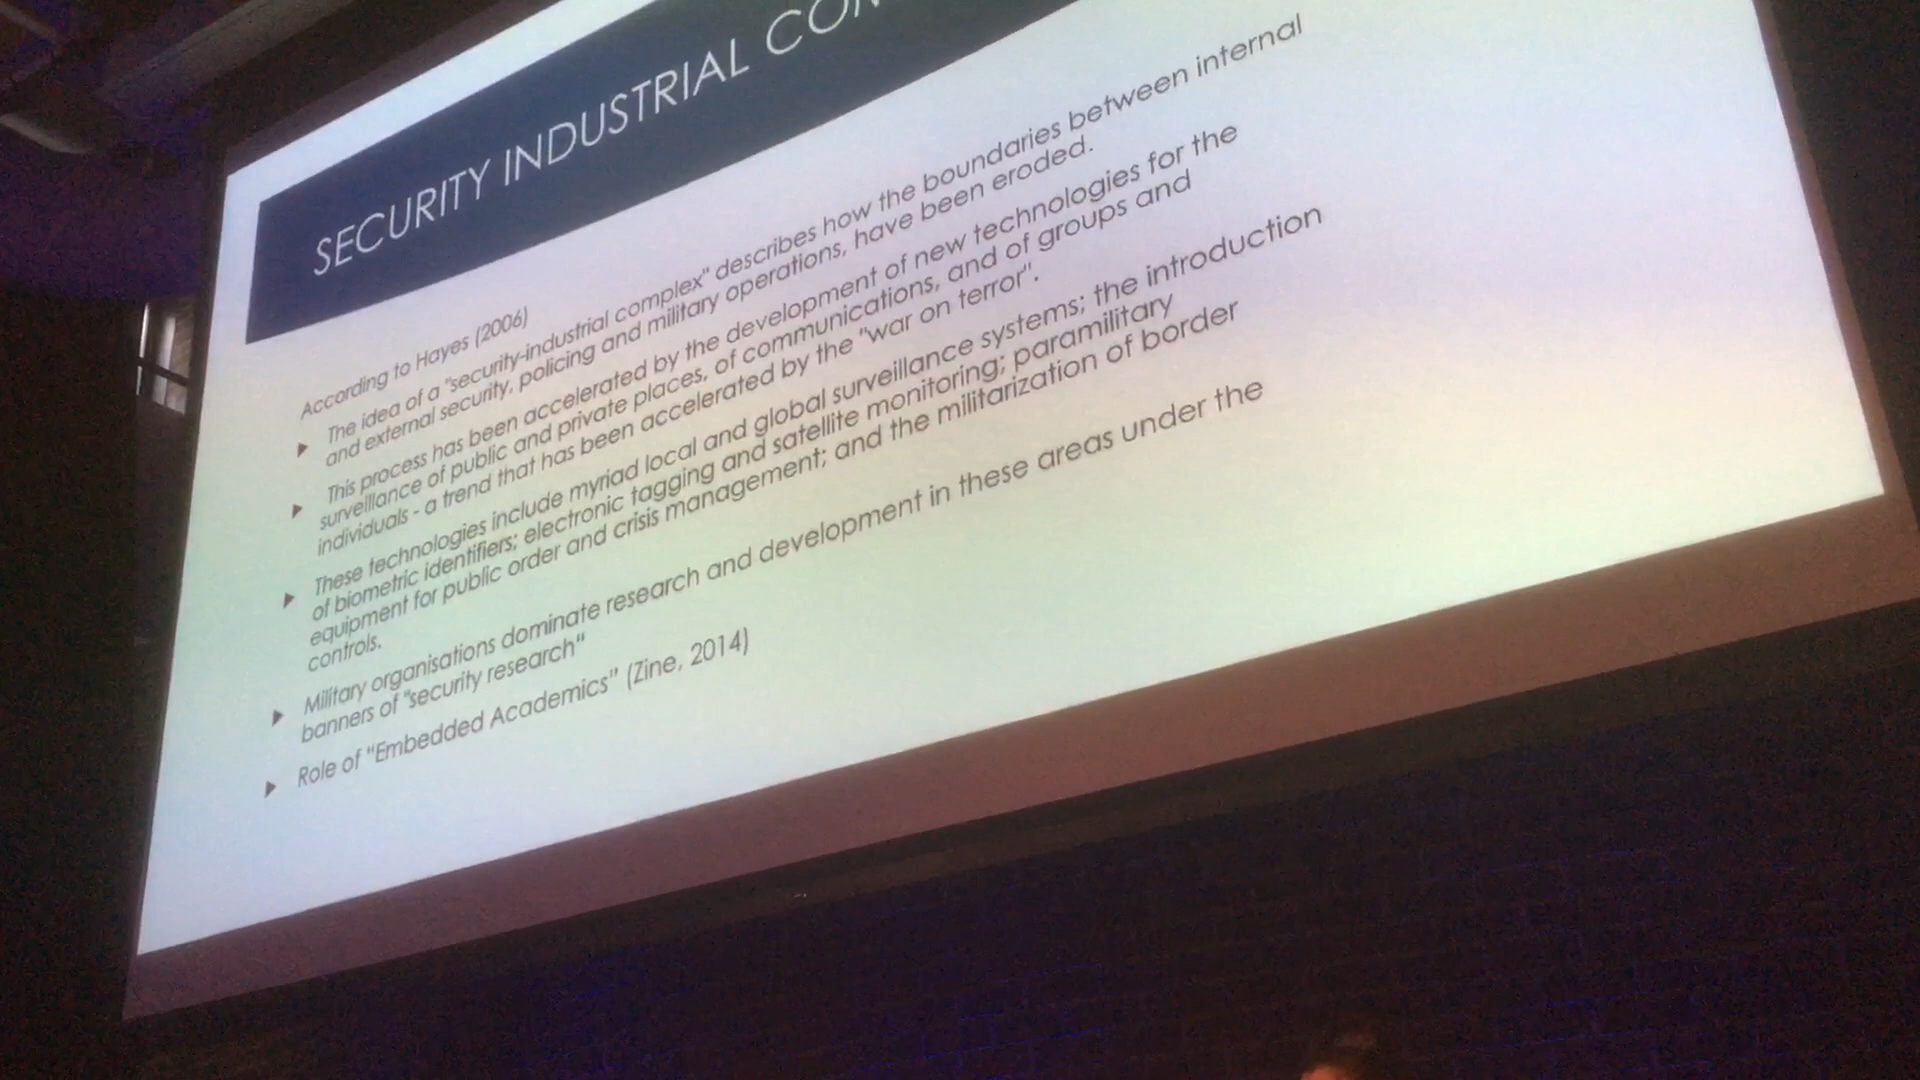 SECURITY INDUSTRIAL
According to Hayes (2006)
The idea of a "security-industrial complex" describes how the boundaries between internal
and external security, policing and military operations, have been eroded.
This process has been accelerated by the development of new technologies for the
surveillance of public and private places, of communications, and of groups and
individuals - a trend that has been accelerated by the "war on terror".
These technologies include myriad local and global surveillance systems; the introduction
of biometric identifiers; electronic tagging and satellite monitoring; paramilitary
equipment for public order and crisis management; and the militarization of border
controls.
Military organisations dominate research and development in these areas under the
banners of "security research"
Role of "Embedded Academics" (Zine, 2014)